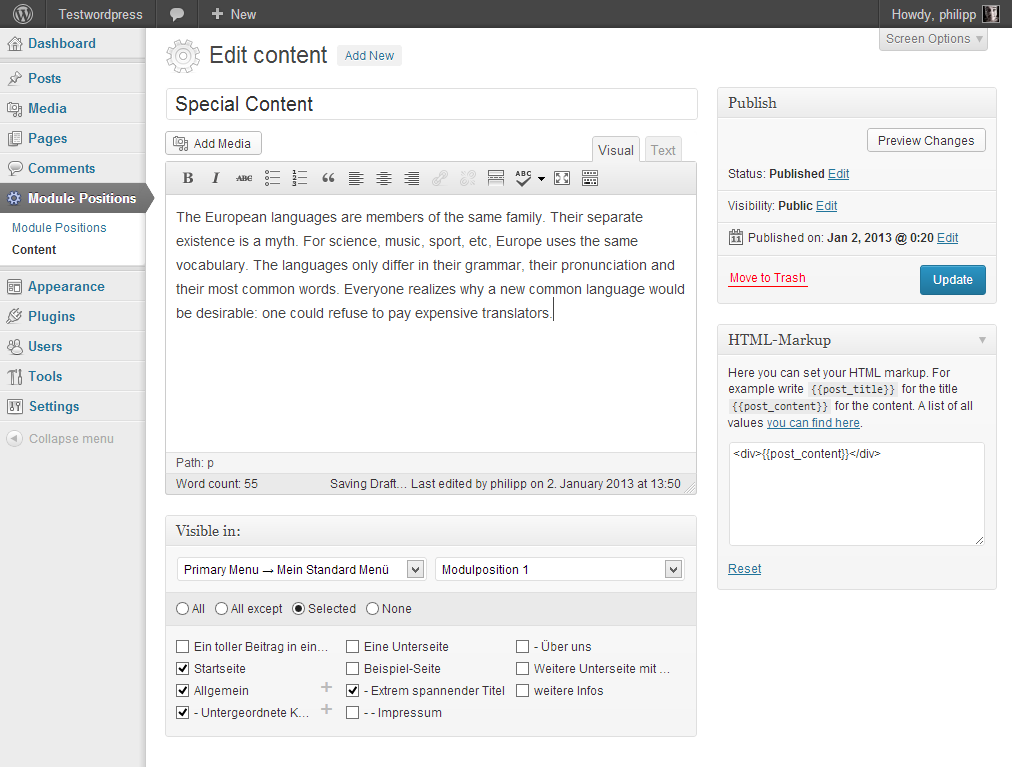 Testwordpress
+ New
Howdy, philipp
Screen Options
Dashboard
Posts
Media
Pages
Comments
Module Positions
Module Positions
Content
Appearance
Plugins
Users
Tools
Settings
Collapse menu
Edit content Add New
Special Content
Add Media
Visual Text
B I ABC 1 2 3 “ ABC
The European languages are members of the same family. Their separate
existence is a myth. For science, music, sport, etc, Europe uses the same
vocabulary. The languages only differ in their grammar, their pronunciation and
their most common words. Everyone realizes why a new common language would
be desirable: one could refuse to pay expensive translators.
Path: p
Word count: 55 Saving Draft... Last edited by philipp on 2. January 2013 at 13:50
Visible in:
Primary Menu → Mein Standard Menü Modulposition 1
All All except Selected None
Ein toller Beitrag in ein... Eine Unterseite - Über uns
Startseite Beispiel-Seite Weitere Unterseite mit ...
Allgemein + - Extrem spannender Titel weitere Infos
- Untergeordnete K... + - - Impressum
Publish
Preview Changes
Status: Published Edit
Visibility: Public Edit
11 Published on: Jan 2, 2013 @ 0:20 Edit
Move to Trash Update
HTML-Markup
Here you can set your HTML markup. For
example write {{post_title}} for the title
{{post_content}} for the content. A list of all
values you can find here.
<div>{{post_content}}</div>
Reset